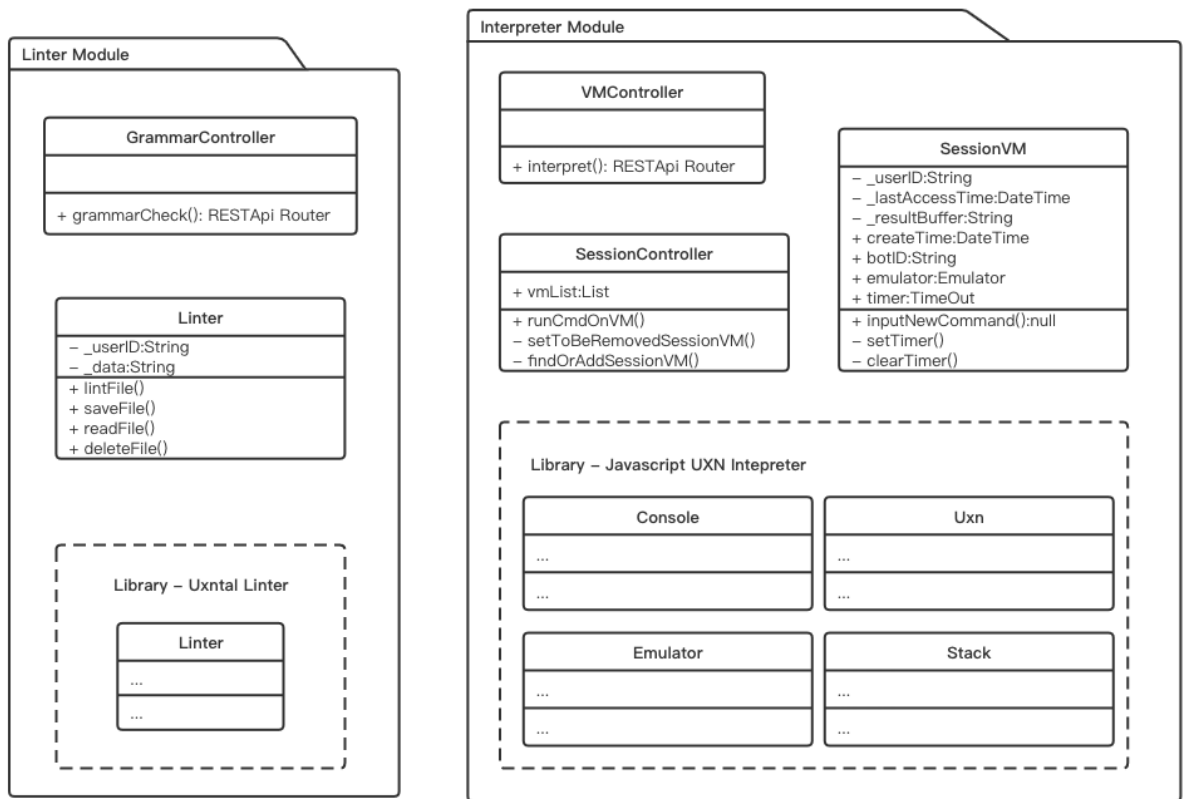 Linter Module
GrammarController
+ grammarCheck(): RESTApi Router
Linter
– _userID:String
– _data:String
+ lintFile()
+ saveFile()
+ readFile()
+ deleteFile()
Library – Uxntal Linter
Linter
...
...
Interpreter Module
VMController
+ interpret(): RESTApi Router
SessionController
+ vmList:List
+ runCmdOnVM()
– setToBeRemovedSessionVM()
– findOrAddSessionVM()
SessionVM
– _userID:String
– _lastAccessTime:DateTime
– _resultBuffer:String
+ createTime:DateTime
+ botID:String
+ emulator:Emulator
+ timer:TimeOut
+ inputNewCommand():null
– setTimer()
– clearTimer()
Library – Javascript UXN Intepreter
Console
...
...
Uxn
...
...
Emulator
...
...
Stack
...
...